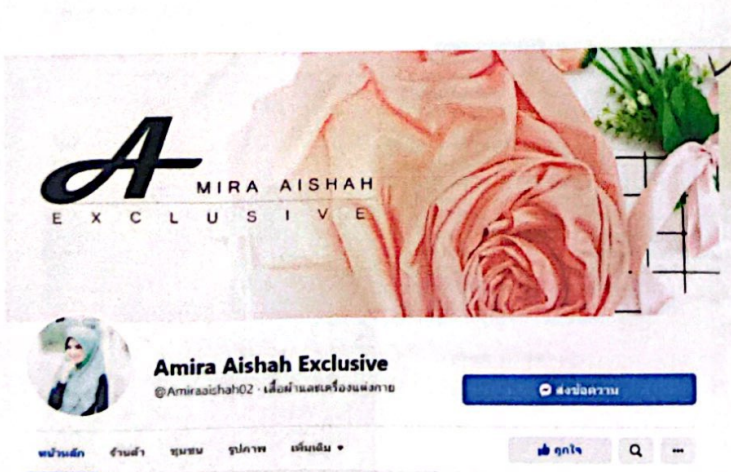 A MIRA AISHAH
EXCLUSIVE
Amira Aishah Exclusive
@Amiraaishah02 · เสื้อผ้าและเครื่องแต่งกาย
ส่งข้อความ
หน้าหลัก ร้านค้า ชุมชน รูปภาพ เพิ่มเติม
ถูกใจ